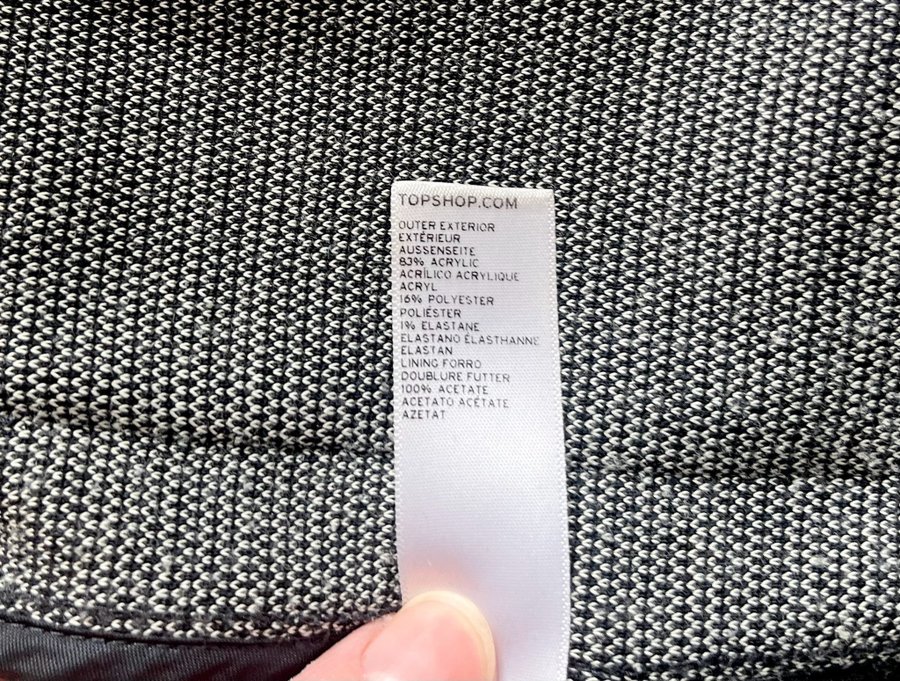 TOPSHOP.COM
OUTER EXTERIOR
EXTÉRIEUR
AUSSENSEITE
83% ACRYLIC
ACRÍLICO ACRYLIQUE
ACRYL
16% POLYESTER
POLIÉSTER
1% ELASTANE
ELASTANO ÉLASTHANNE
ELASTAN
LINING FORRO
DOUBLURE FUTTER
100% ACETATE
ACETATO ACÉTATE
AZETAT